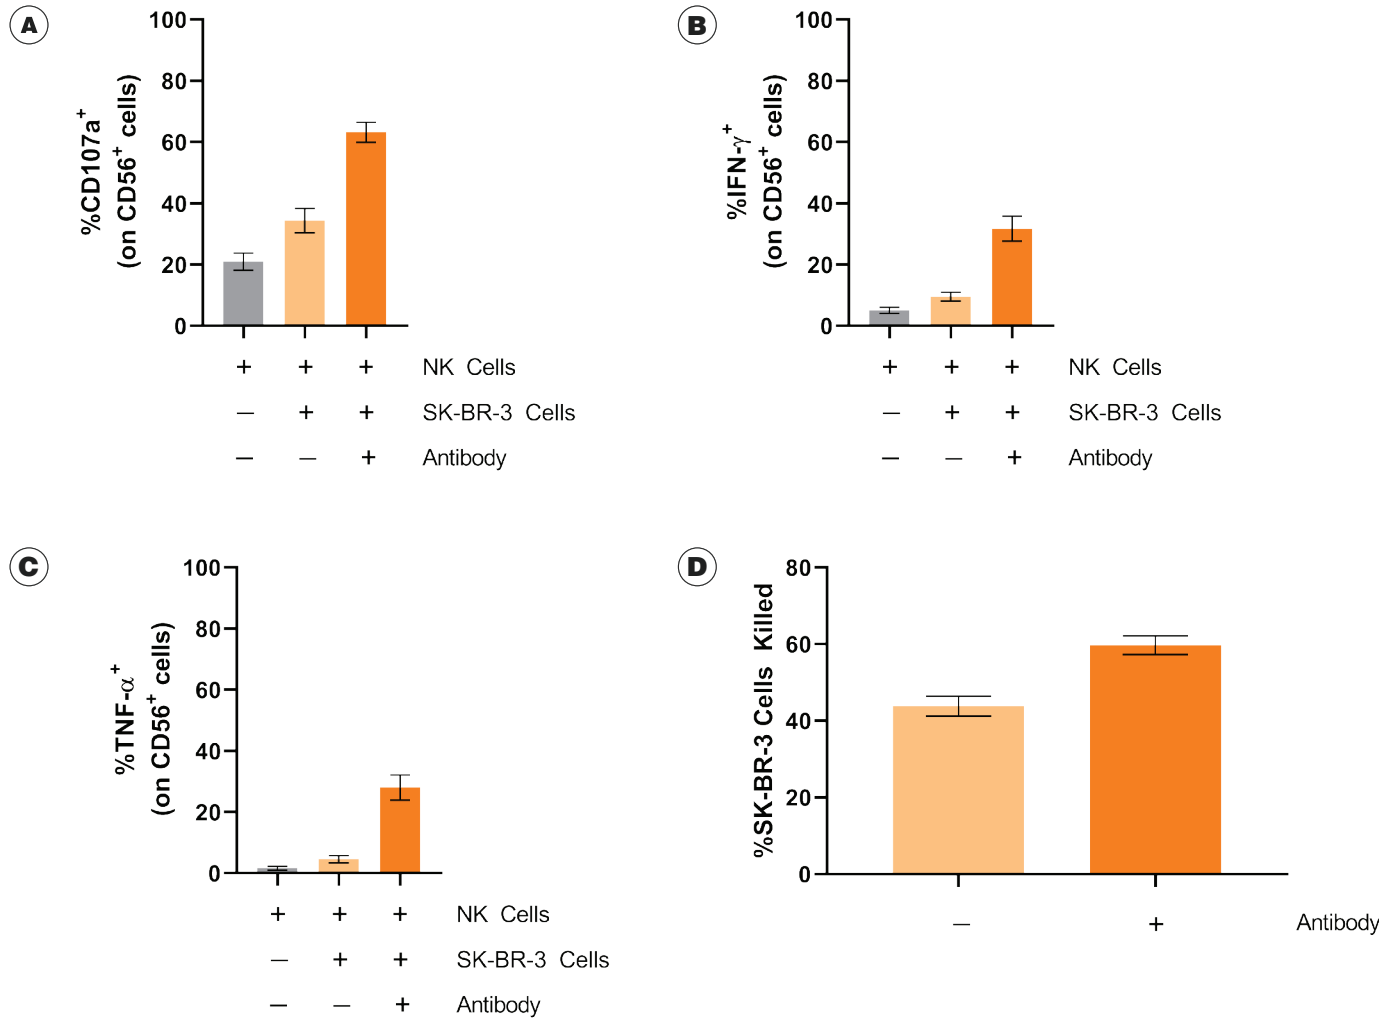 A
100
80
60
40
20
0
%CD107a+
(on CD56+ cells)
+ + + NK Cells
– + + SK-BR-3 Cells
– – + Antibody
B
100
80
60
40
20
0
%IFN-γ+
(on CD56+ cells)
+ + + NK Cells
– + + SK-BR-3 Cells
– – + Antibody
C
100
80
60
40
20
0
%TNF-α+
(on CD56+ cells)
+ + + NK Cells
– + + SK-BR-3 Cells
– – + Antibody
D
80
60
40
20
0
%SK-BR-3 Cells Killed
– + Antibody